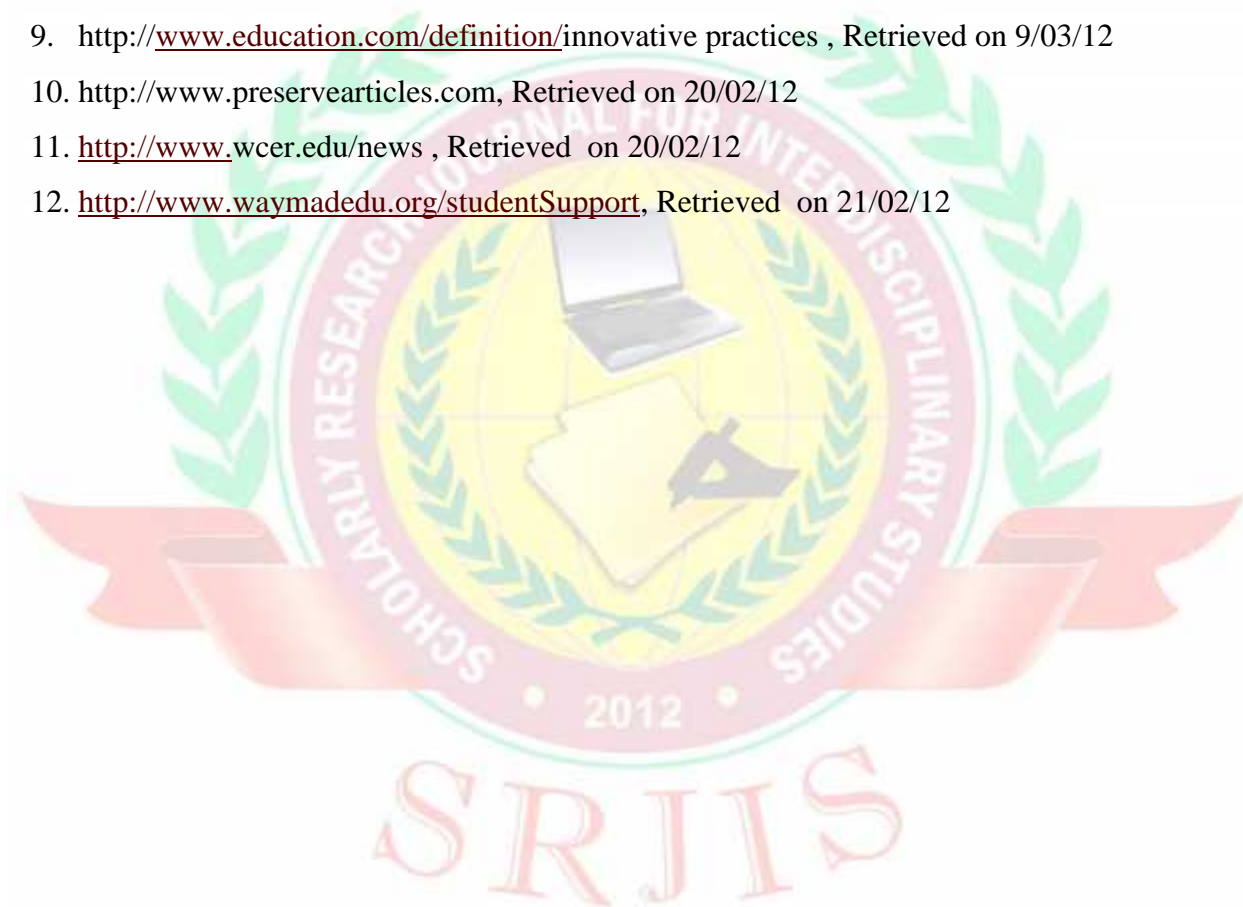 9. http://www.education.com/definition/innovative practices , Retrieved on 9/03/12
10. http://www.preservearticles.com, Retrieved on 20/02/12
11. http://www.wcer.edu/news , Retrieved on 20/02/12
12. http://www.waymadedu.org/studentSupport, Retrieved on 21/02/12
SCHOLARLY RESEARCH JOURNAL FOR INTERDISCIPLINARY STUDIES
2012
SRJIS